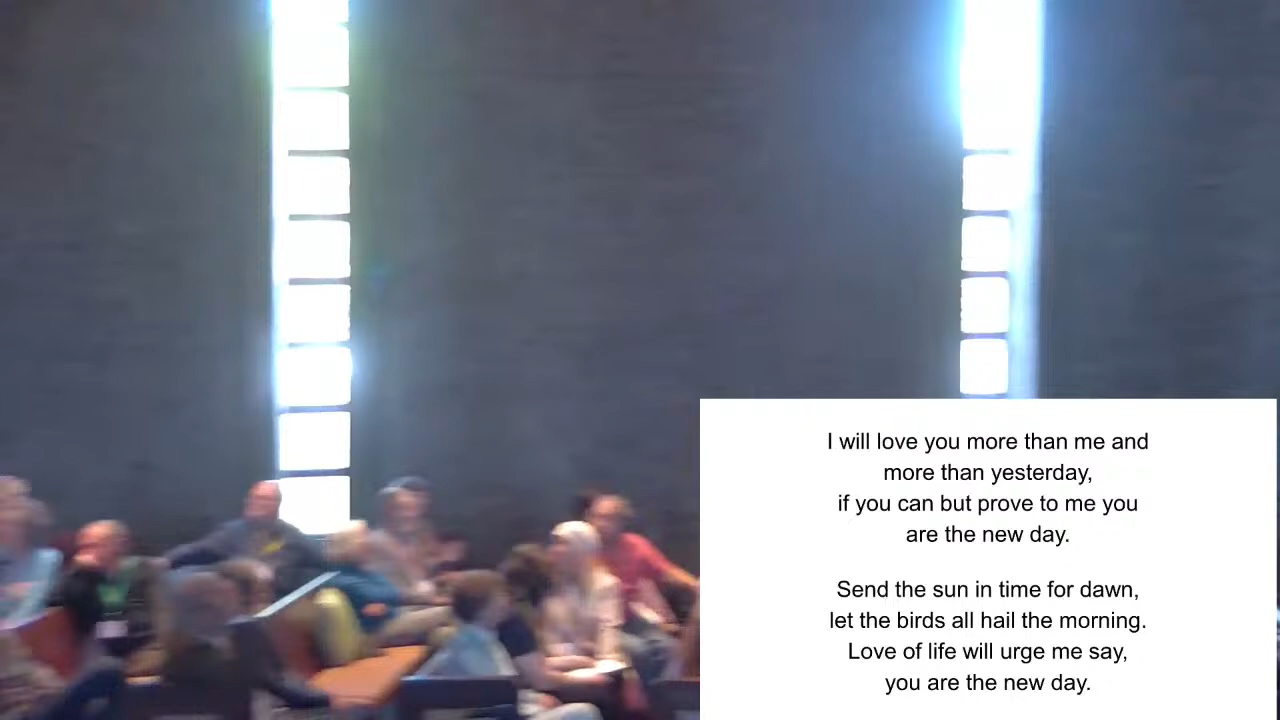 I will love you more than me and
more than yesterday,
if you can but prove to me you
are the new day.
Send the sun in time for dawn,
let the birds all hail the morning.
Love of life will urge me say,
you are the new day.